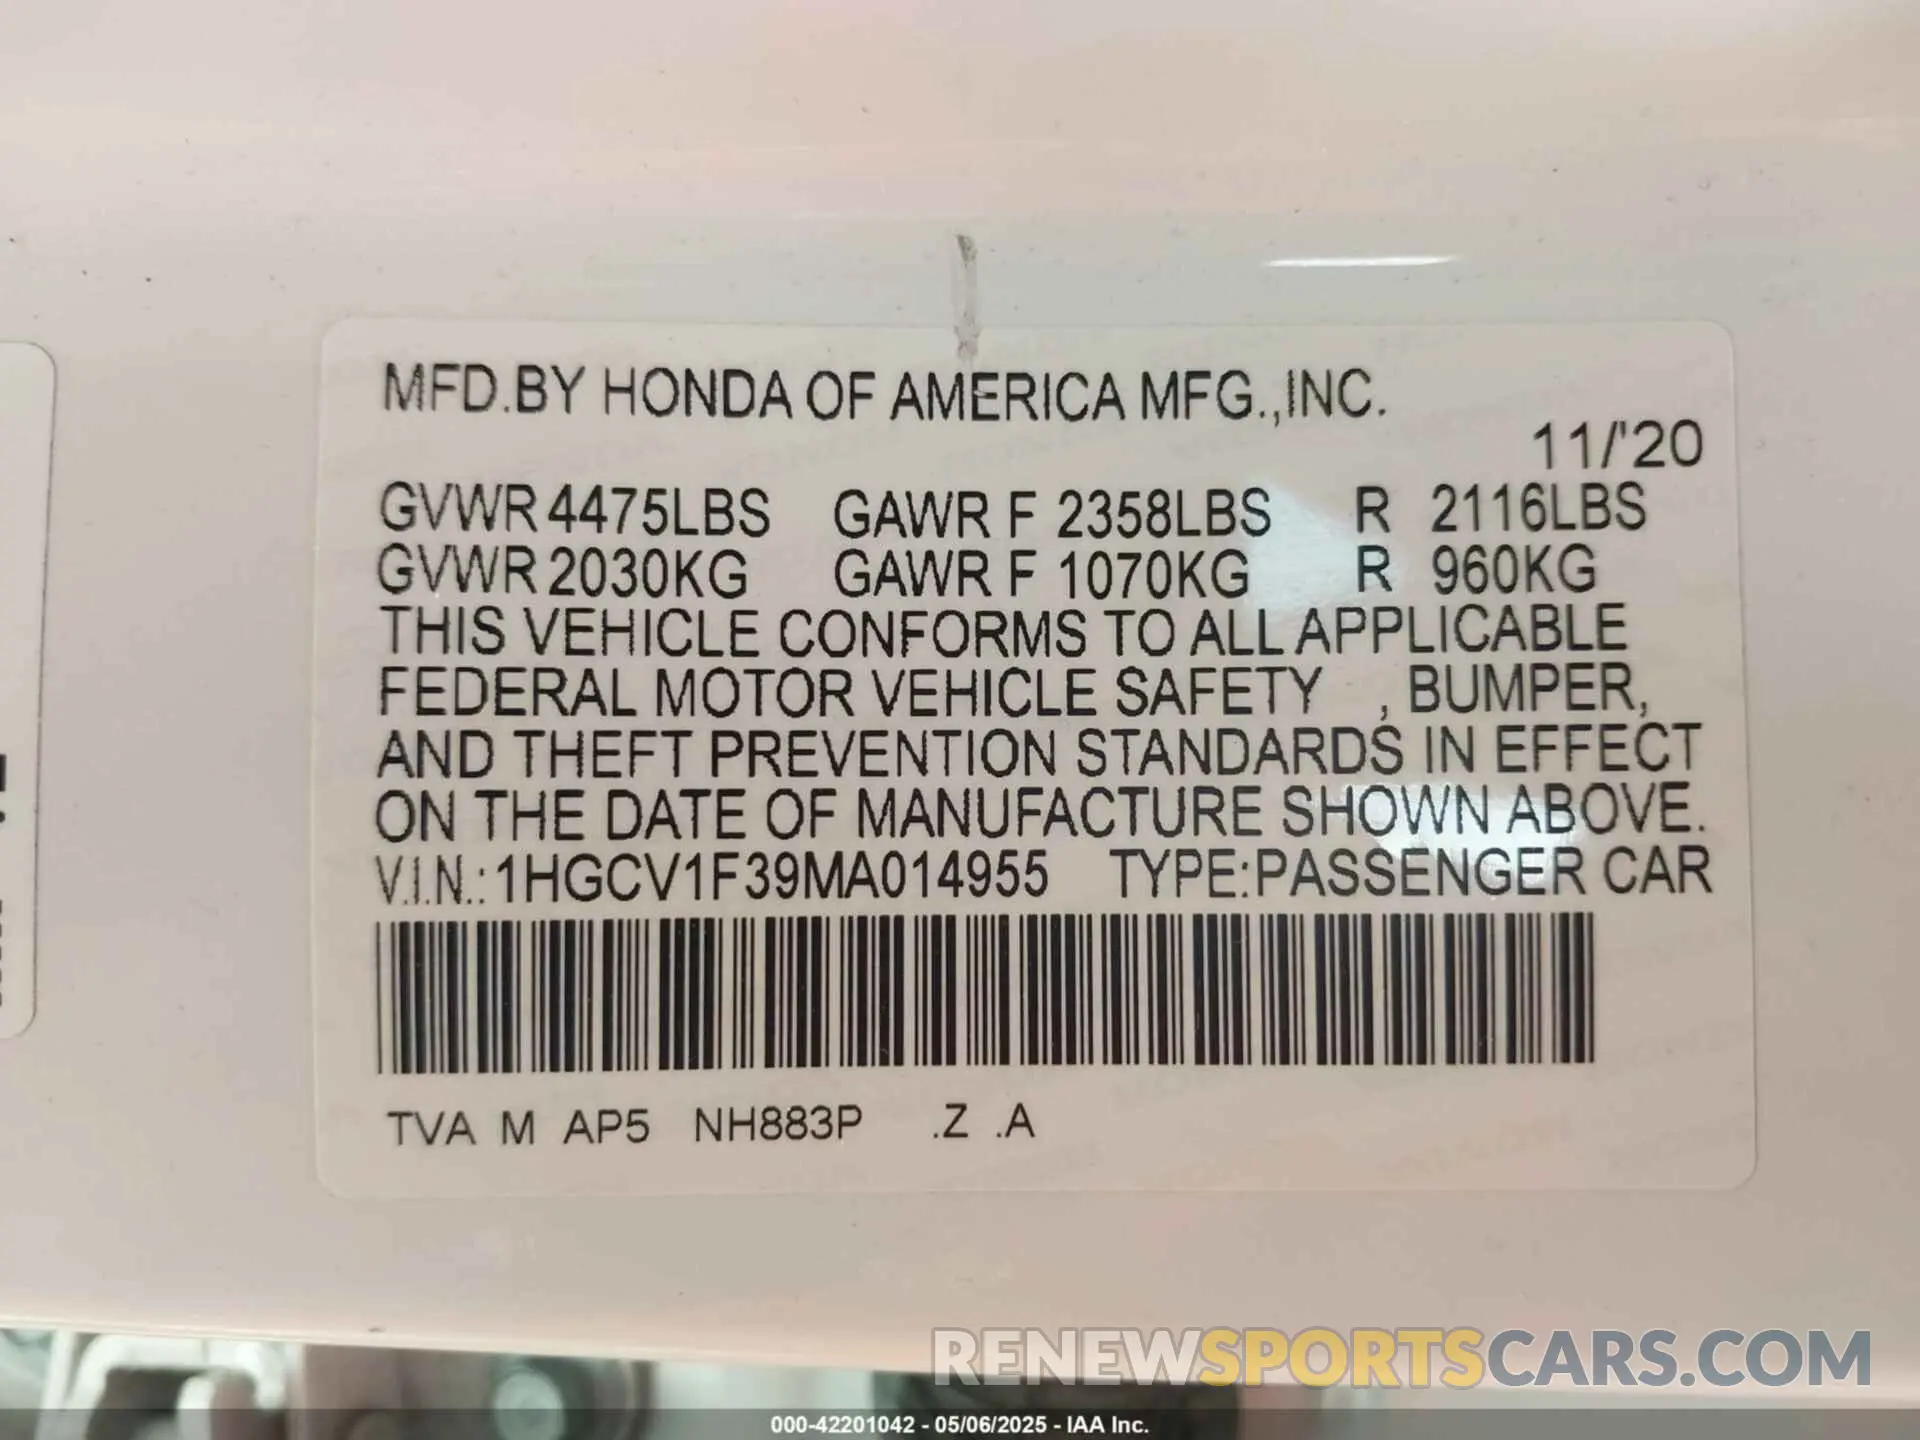 MFD.BY HONDA OF AMERICA MFG.,INC.
11/'20
GVWR 4475LBS GAWR F 2358LBS R 2116LBS
GVWR 2030KG GAWR F 1070KG R 960KG
THIS VEHICLE CONFORMS TO ALL APPLICABLE
FEDERAL MOTOR VEHICLE SAFETY , BUMPER,
AND THEFT PREVENTION STANDARDS IN EFFECT
ON THE DATE OF MANUFACTURE SHOWN ABOVE.
V.I.N.: 1HGCV1F39MA014955 TYPE:PASSENGER CAR
TVA M AP5 NH883P .Z .A
RENEWSPORTSCARS.COM
000-42201042 - 05/06/2025 - IAA Inc.